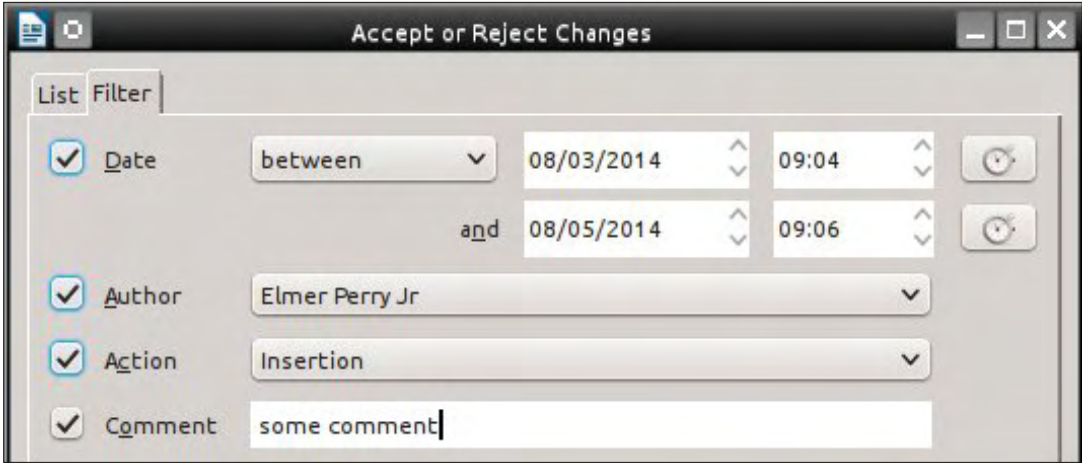 Accept or Reject Changes
List Filter
Date between 08/03/2014 09:04
and 08/05/2014 09:06
Author Elmer Perry Jr
Action Insertion
Comment some comment